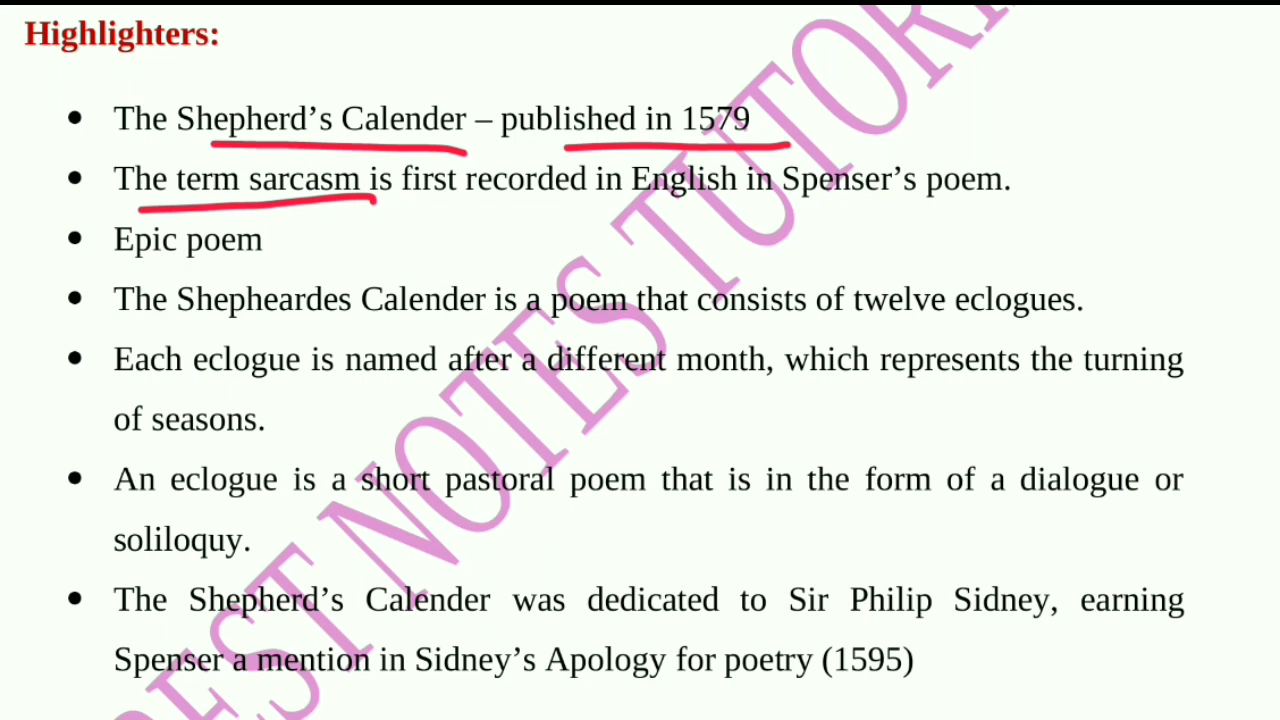 Highlighters:
• The Shepherd’s Calender – published in 1579
• The term sarcasm is first recorded in English in Spenser’s poem.
• Epic poem
• The Shepheardes Calender is a poem that consists of twelve eclogues.
• Each eclogue is named after a different month, which represents the turning
of seasons.
• An eclogue is a short pastoral poem that is in the form of a dialogue or
soliloquy.
• The Shepherd’s Calender was dedicated to Sir Philip Sidney, earning
Spenser a mention in Sidney’s Apology for poetry (1595)
NOTES